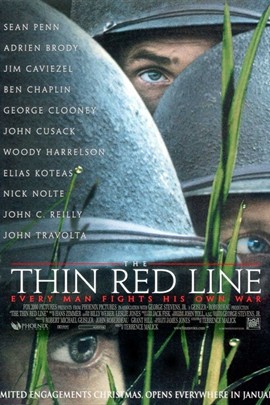 SEAN PENN
ADRIEN BRODY
JIM CAVIEZEL
BEN CHAPLIN
GEORGE CLOONEY
JOHN CUSACK
WOODY HARRELSON
ELIAS KOTEAS
NICK NOLTE
JOHN C. REILLY
JOHN TRAVOLTA
THE
THIN RED LINE
EVERY MAN FIGHTS HIS OWN WAR
PHOENIX
MITED ENGAGEMENTS CHRISTMAS, OPENS EVERYWHERE IN JANUA